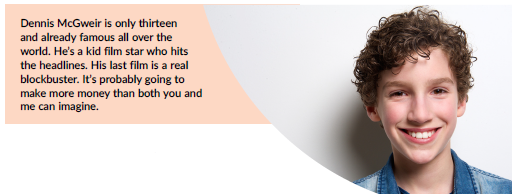 Dennis McGweir is only thirteen
and already famous all over the
world. He's a kid film star who hits
the headlines. His last film is a real
blockbuster. It's probably going to
make more money than both you and
me can imagine.